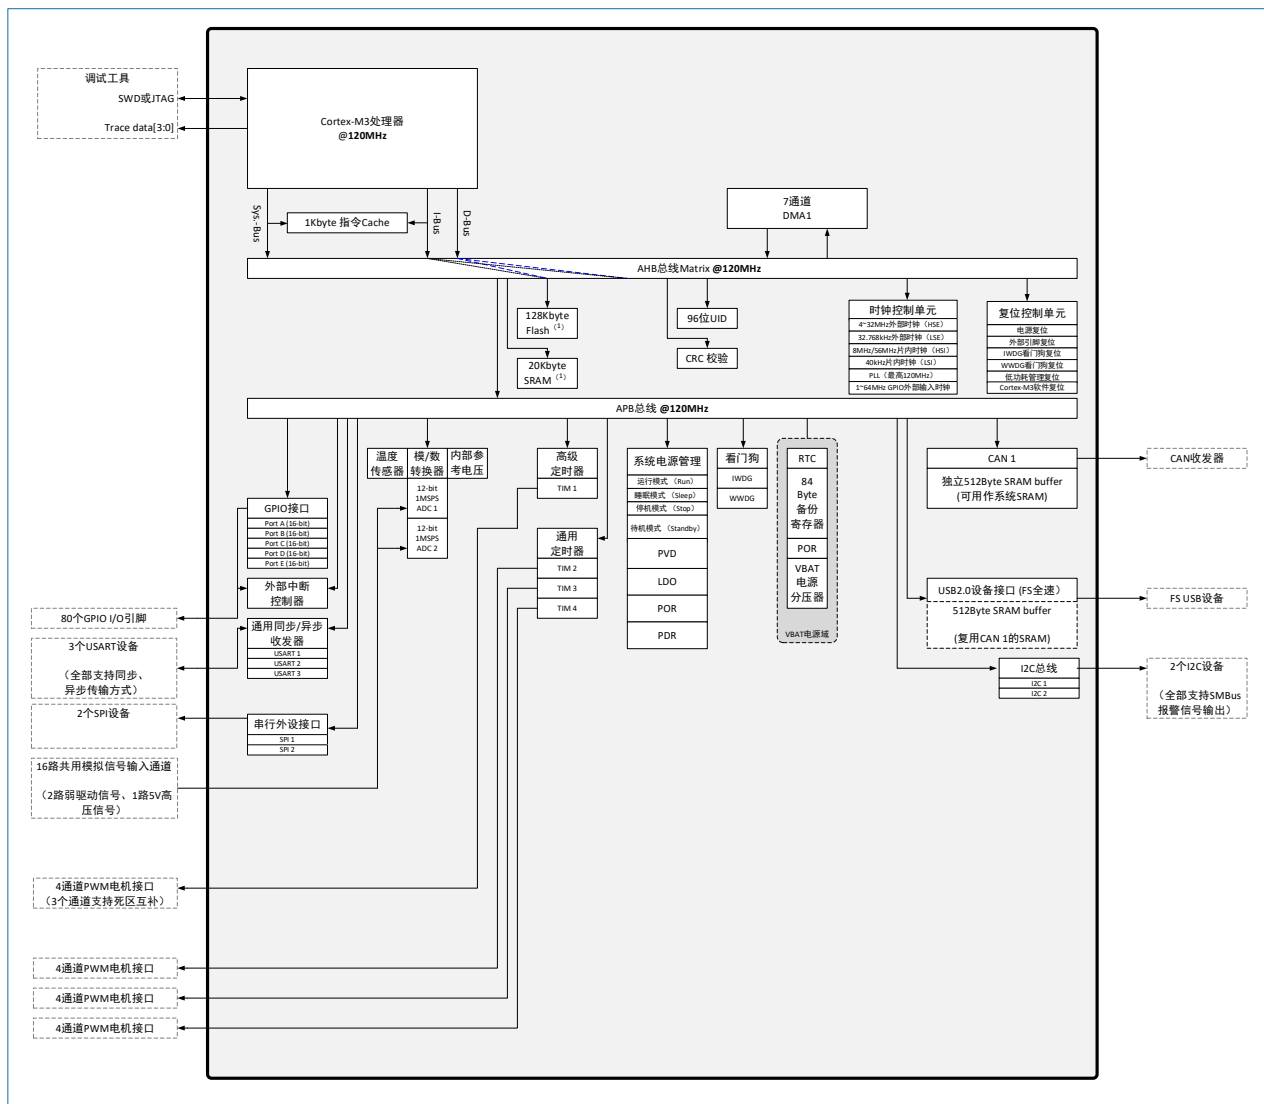 调试工具
SWD或JTAG
Trace data[3:0]
Cortex-M3处理器
@120MHz
Sys.-Bus
I-Bus
D-Bus
1Kbyte 指令Cache
7通道
DMA1
AHB总线Matrix @120MHz
128Kbyte
Flash (1)
20Kbyte
SRAM (1)
96位UID
CRC 校验
时钟控制单元
4~32MHz外部时钟（HSE）
32.768kHz外部时钟（LSE）
8MHz/56MHz片内时钟（HSI）
40kHz片内时钟（LSI）
PLL（最高120MHz）
1~64MHz GPIO外部输入时钟
复位控制单元
电源复位
外部引脚复位
IWDG看门狗复位
WWDG看门狗复位
低功耗管理复位
Cortex-M3软件复位
APB总线 @120MHz
GPIO接口
Port A (16-bit)
Port B (16-bit)
Port C (16-bit)
Port D (16-bit)
Port E (16-bit)
外部中断
控制器
通用同步/异步
收发器
USART 1
USART 2
USART 3
串行外设接口
SPI 1
SPI 2
温度
传感器
模/数
转换器
内部参
考电压
12-bit
1MSPS
ADC 1
12-bit
1MSPS
ADC 2
高级
定时器
TIM 1
通用
定时器
TIM 2
TIM 3
TIM 4
系统电源管理
运行模式 （Run）
睡眠模式 （Sleep）
停机模式 （Stop）
待机模式 （Standby）
PVD
LDO
POR
PDR
看门狗
IWDG
WWDG
RTC
84
Byte
备份
寄存器
POR
VBAT
电源
分压器
VBAT电源域
CAN 1
独立512Byte SRAM buffer
(可用作系统SRAM)
USB2.0设备接口 (FS全速）
512Byte SRAM buffer
(复用CAN 1的SRAM)
I2C总线
I2C 1
I2C 2
CAN收发器
FS USB设备
2个I2C设备
（全部支持SMBus
报警信号输出）
80个GPIO I/O引脚
3个USART设备
（全部支持同步、
异步传输方式）
2个SPI设备
16路共用模拟信号输入通道
（2路弱驱动信号、1路5V高
压信号）
4通道PWM电机接口
（3个通道支持死区互补）
4通道PWM电机接口
4通道PWM电机接口
4通道PWM电机接口